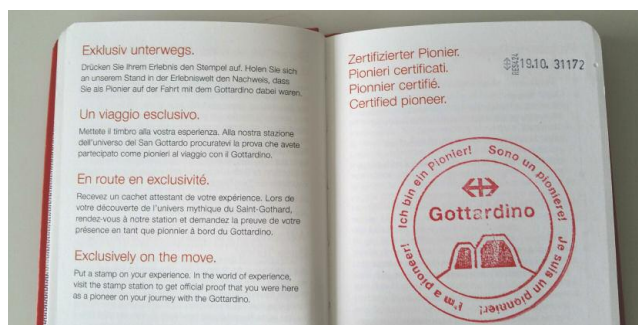 Exklusiv unterwegs.
Drücken Sie Ihrem Erlebnis den Stempel auf. Holen Sie sich
an unserem Stand in der Erlebniswelt den Nachweis, dass
Sie als Pionier auf der Fahrt mit dem Gottardino dabei waren.
Un viaggio esclusivo.
Mettete il timbro alla vostra esperienza. Alla nostra stazione
dell'universo del San Gottardo procuratevi la prova che avete
partecipato come pionieri al viaggio con il Gottardino.
En route en exclusivité.
Recevez un cachet attestant de votre expérience. Lors de
votre découverte de l'univers mythique du Saint-Gothard,
rendez-vous à notre station et demandez la preuve de votre
présence en tant que pionnier à bord du Gottardino.
Exclusively on the move.
Put a stamp on your experience. In the world of experience,
visit the stamp station to get official proof that you were here
as a pioneer on your journey with the Gottardino.
Zertifizierter Pionier.
Pionieri certificati.
Pionnier certifié.
Certified pioneer.
19.10. 31172
Ich bin ein Pionier!
Sono un pioniere!
Je suis un pionnier!
I'm a pioneer!
Gottardino